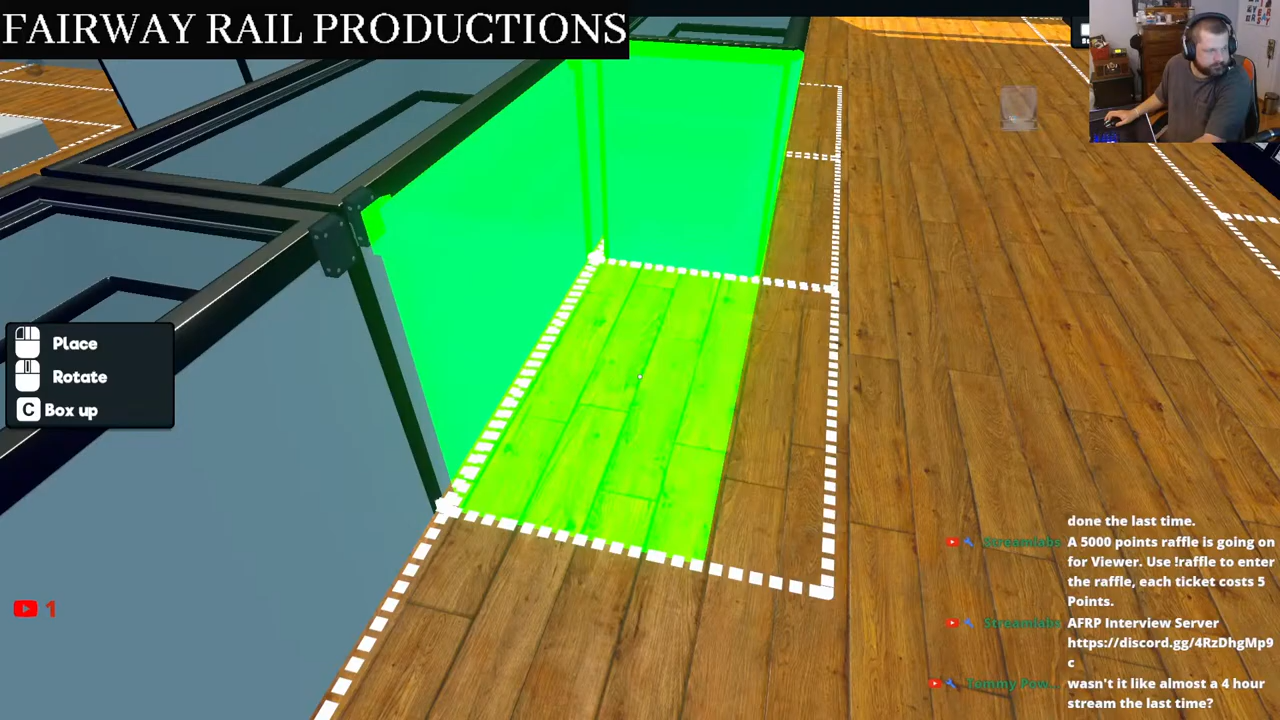 FAIRWAY RAIL PRODUCTIONS
Place
Rotate
C Box up
1
done the last time.
Streamlabs A 5000 points raffle is going on
for Viewer. Use !raffle to enter
the raffle, each ticket costs 5
Points.
Streamlabs AFRP Interview Server
https://discord.gg/4RzDhgMp9
c
Tommy Pow... wasn't it like almost a 4 hour
stream the last time?